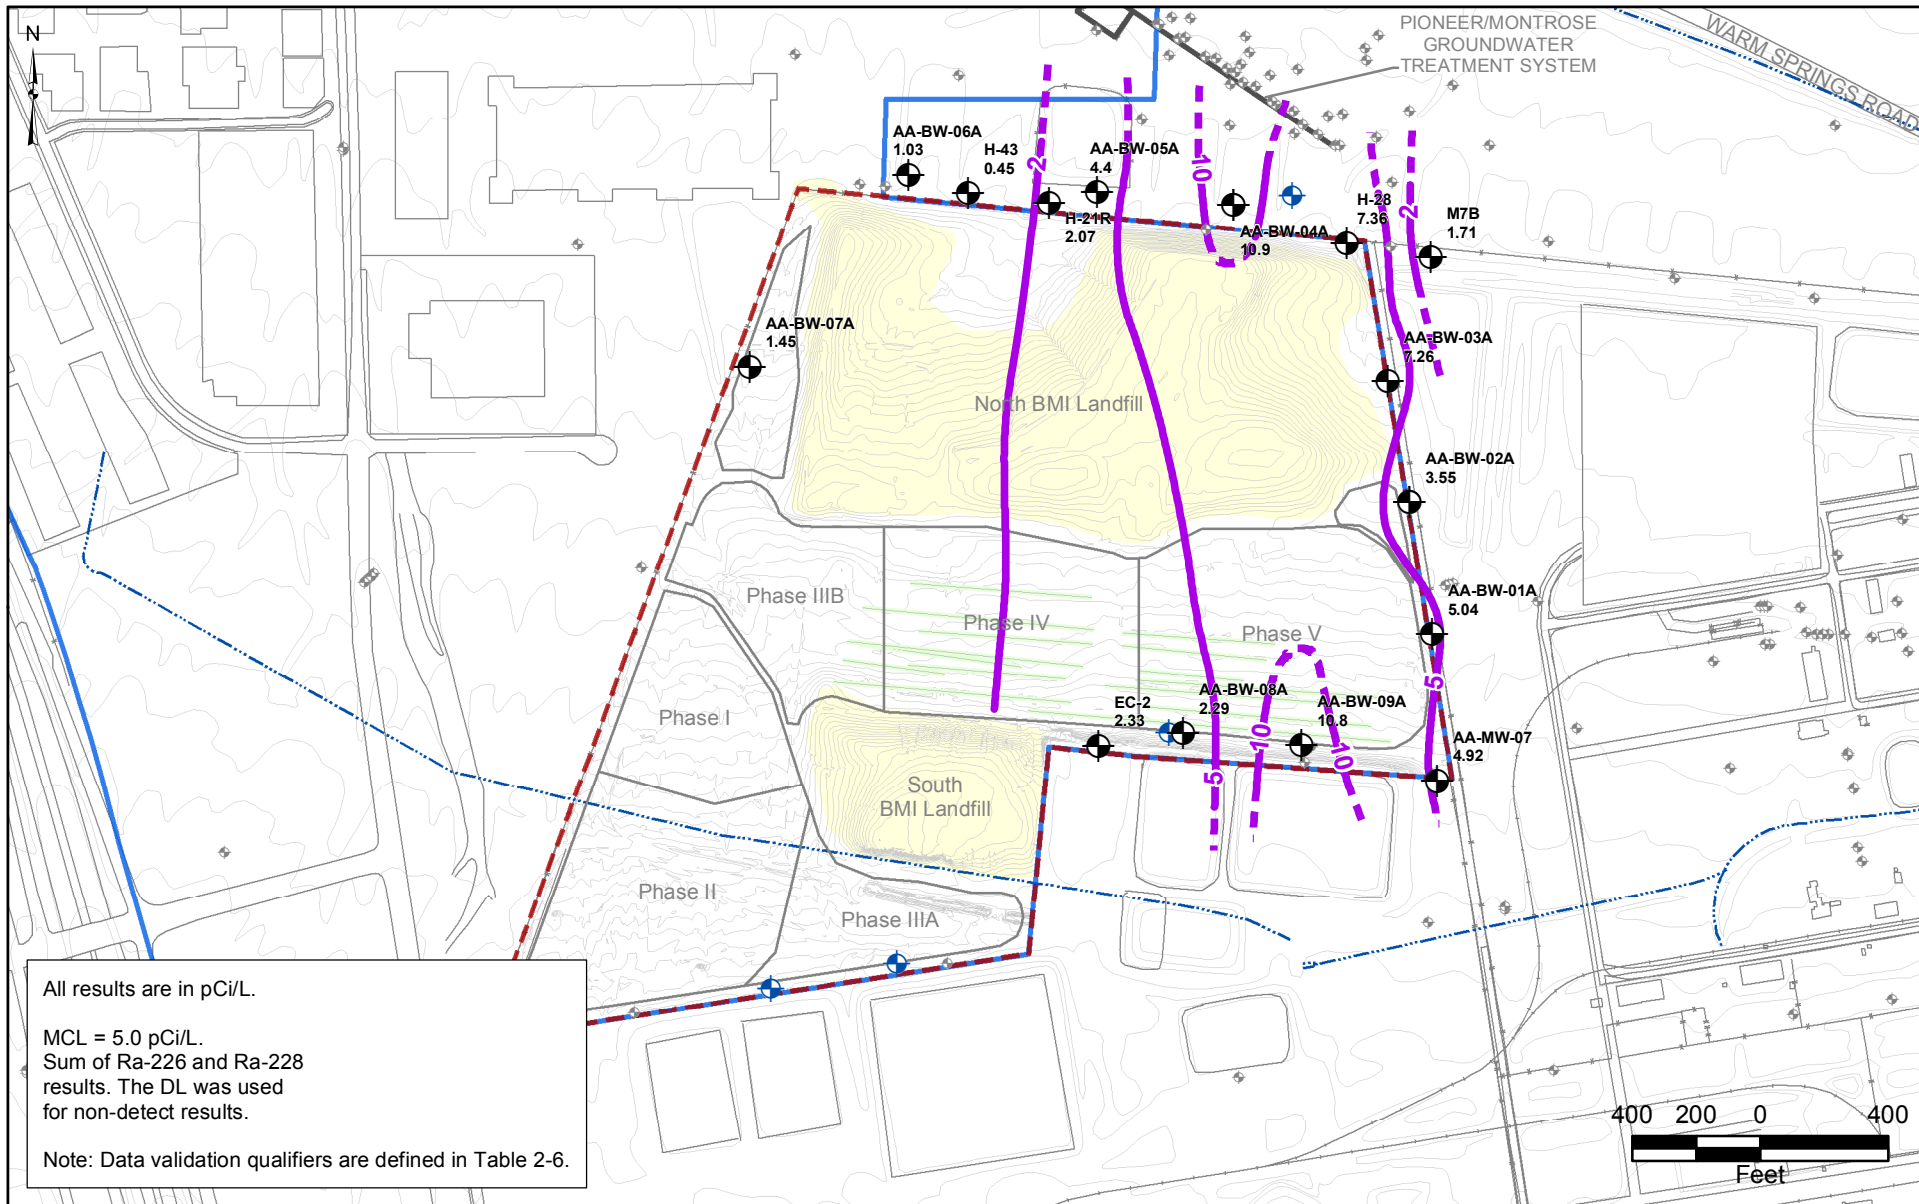 N
PIONEER/MONTROSE
GROUNDWATER
TREATMENT SYSTEM
WARM SPRINGS ROAD
AA-BW-06A
1.03
H-43
0.45
2
AA-BW-05A
4.4
10
H-21R
2.07
AA-BW-04A
10.9
H-28
7.36
2
M7B
1.71
AA-BW-07A
1.45
AA-BW-03A
7.26
North BMI Landfill
AA-BW-02A
3.55
Phase IIIB
Phase IV
Phase V
AA-BW-01A
5.04
5
Phase I
EC-2
2.33
AA-BW-08A
2.29
AA-BW-09A
10.8
10
10
5
AA-MW-07
4.92
South
BMI Landfill
Phase II
Phase IIIA
All results are in pCi/L.
MCL = 5.0 pCi/L.
Sum of Ra-226 and Ra-228
results. The DL was used
for non-detect results.
Note: Data validation qualifiers are defined in Table 2-6.
400 200 0 400
Feet